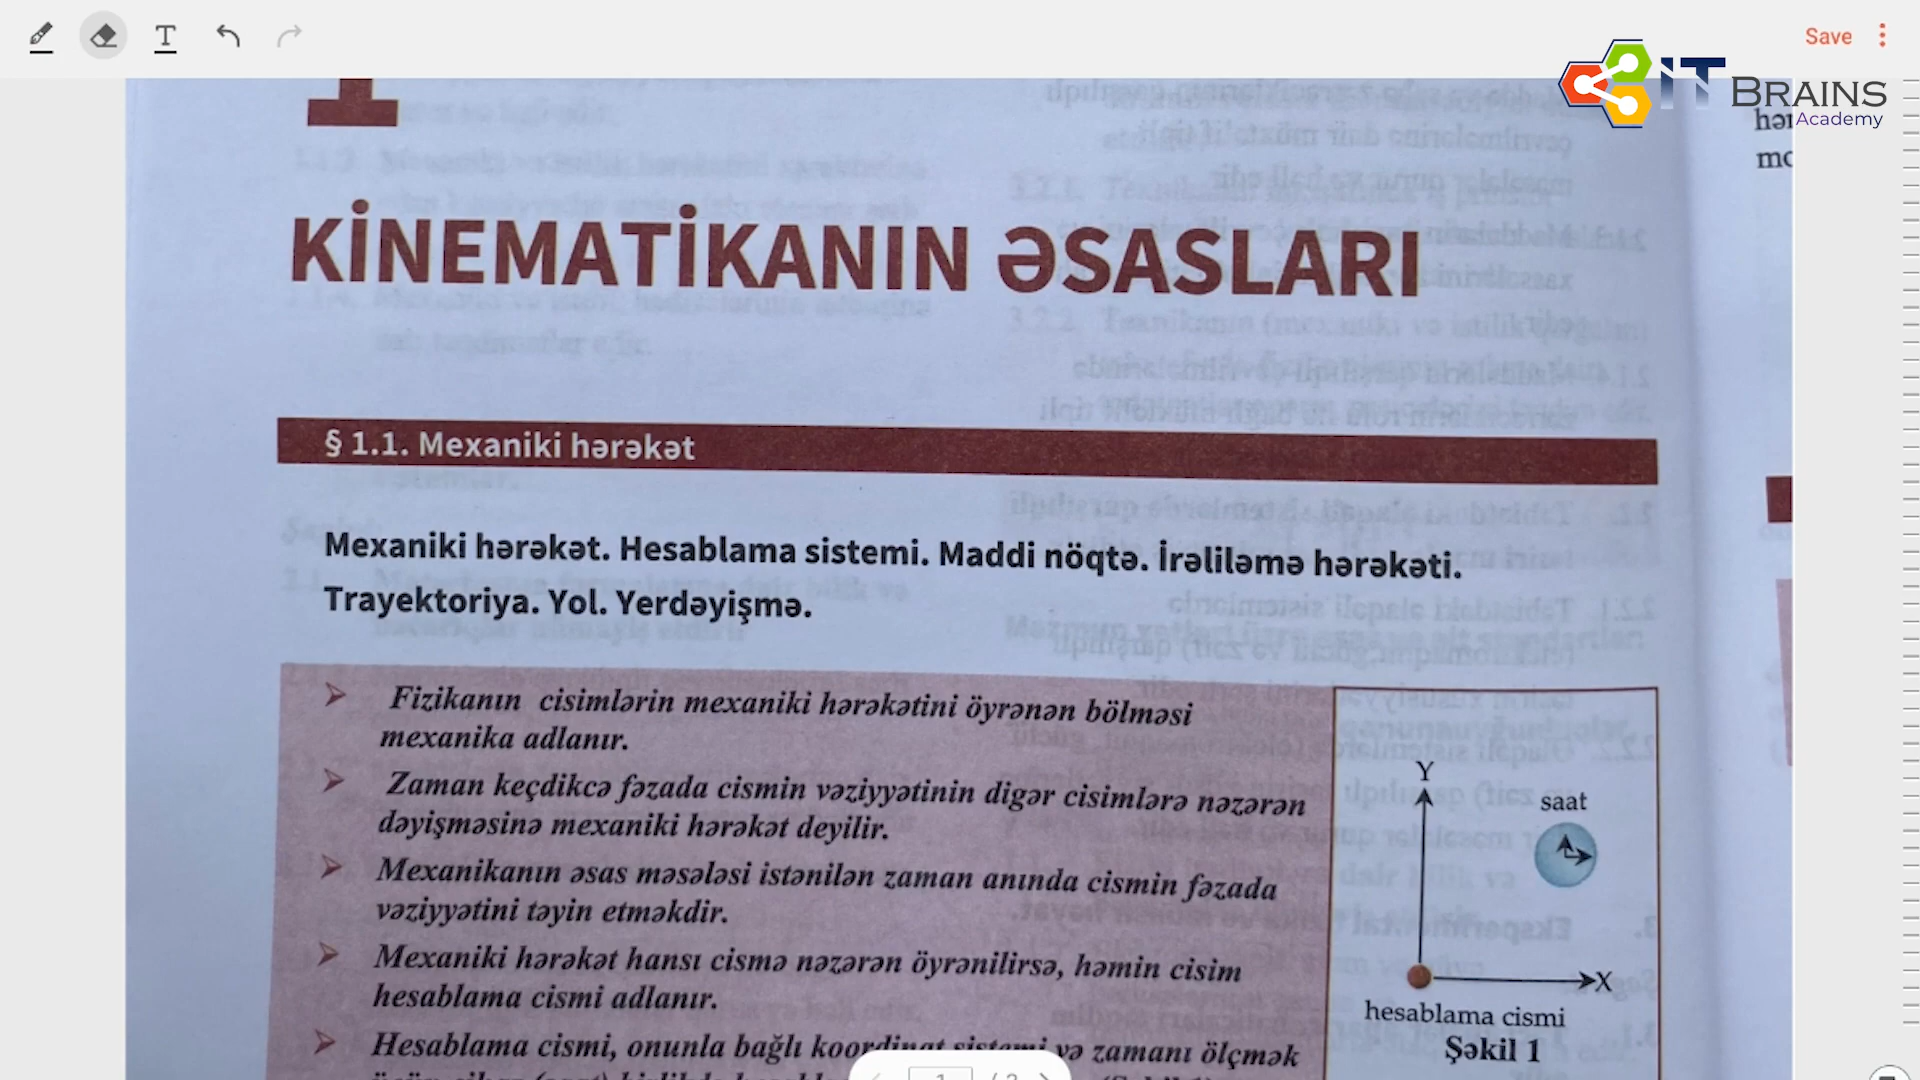 Save
iT BRAINS
Academy
hər
mo
1
KİNEMATİKANIN ƏSASLARI
§ 1.1. Mexaniki hərəkət
Mexaniki hərəkət. Hesablama sistemi. Maddi nöqtə. İrəliləmə hərəkəti.
Trayektoriya. Yol. Yerdəyişmə.
➢ Fizikanın cisimlərin mexaniki hərəkətini öyrənən bölməsi
mexanika adlanır.
➢ Zaman keçdikcə fəzada cismin vəziyyətinin digər cisimlərə nəzərən
dəyişməsinə mexaniki hərəkət deyilir.
➢ Mexanikanın əsas məsələsi istənilən zaman anında cismin fəzada
vəziyyətini təyin etməkdir.
➢ Mexaniki hərəkət hansı cismə nəzərən öyrənilirsə, həmin cisim
hesablama cismi adlanır.
➢ Hesablama cismi, onunla bağlı koordinat sistemi və zamanı ölçmək
Y
saat
X
hesablama cismi
Şəkil 1